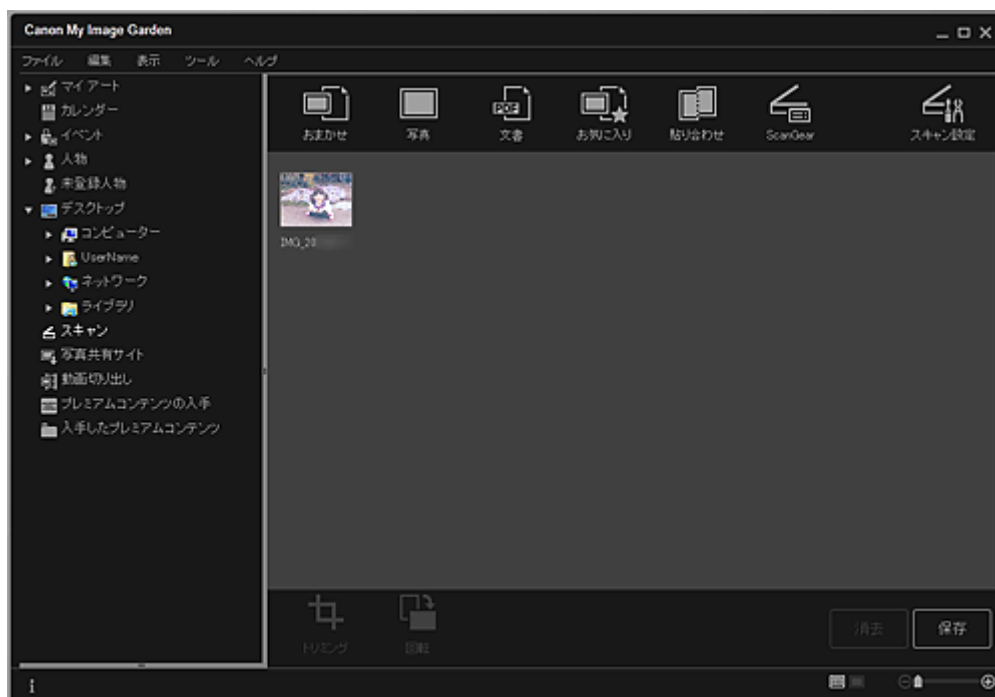 Canon My Image Garden
ファイル 編集 表示 ツール ヘルプ
マイ アート
カレンダー
イベント
人物
未登録人物
デスクトップ
コンピューター
UserName
ネットワーク
ライブラリ
スキャン
写真共有サイト
動画切り出し
プレミアムコンテンツの入手
入手したプレミアムコンテンツ
おまかせ 写真 文書 お気に入り 貼り合わせ ScanGear スキャン設定
PDF
IMG_20
トリミング 回転 消去 保存